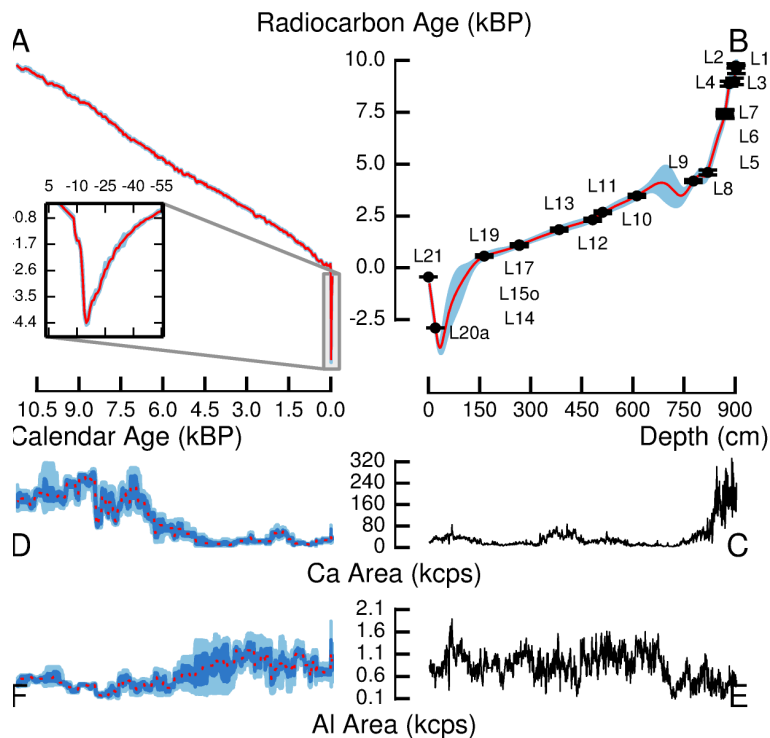 Radiocarbon Age (kBP)
A
B
10.0
7.5
5.0
2.5
0.0
-2.5
5 -10 -25 -40 -55
-0.8
-1.7
-2.6
-3.5
-4.4
L2 L1
L4 L3
L7
L6
L5
L9
L8
L11
L10
L13
L12
L19
L17
L15o
L14
L21
L20a
10.5 9.0 7.5 6.0 4.5 3.0 1.5 0.0
Calendar Age (kBP)
0 150 300 450 600 750 900
Depth (cm)
320
240
160
80
0
D
C
Ca Area (kcps)
2.1
1.6
1.1
0.6
0.1
F
E
Al Area (kcps)